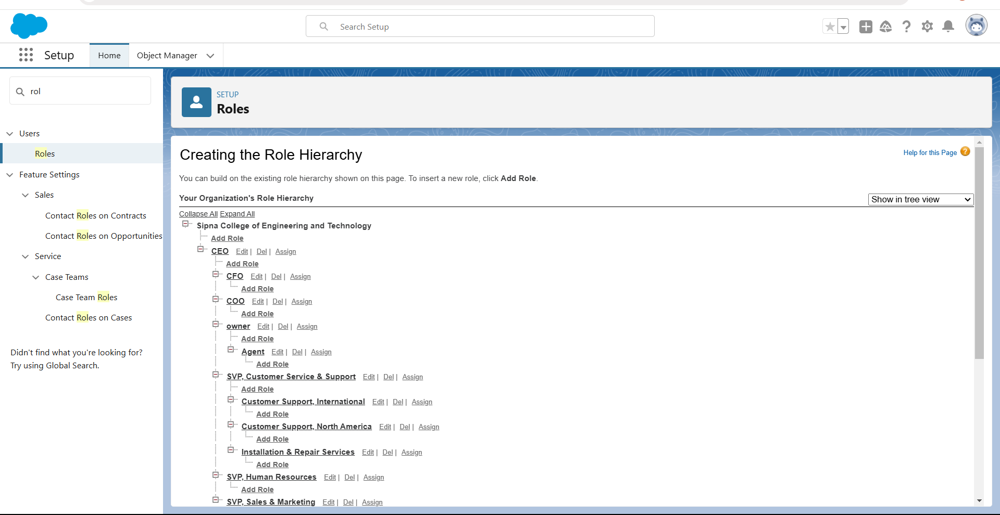 Search Setup
Setup
Home
Object Manager
rol
Users
Roles
Feature Settings
Sales
Contact Roles on Contracts
Contact Roles on Opportunities
Service
Case Teams
Case Team Roles
Contact Roles on Cases
Didn't find what you're looking for?
Try using Global Search.
SETUP
Roles
Creating the Role Hierarchy
Help for this Page ?
You can build on the existing role hierarchy shown on this page. To insert a new role, click Add Role.
Your Organization's Role Hierarchy
Show in tree view
Collapse All Expand All
Sipna College of Engineering and Technology
Add Role
CEO Edit | Del | Assign
Add Role
CFO Edit | Del | Assign
Add Role
COO Edit | Del | Assign
Add Role
owner Edit | Del | Assign
Add Role
Agent Edit | Del | Assign
Add Role
SVP, Customer Service & Support Edit | Del | Assign
Add Role
Customer Support, International Edit | Del | Assign
Add Role
Customer Support, North America Edit | Del | Assign
Add Role
Installation & Repair Services Edit | Del | Assign
Add Role
SVP, Human Resources Edit | Del | Assign
Add Role
SVP, Sales & Marketing Edit | Del | Assign